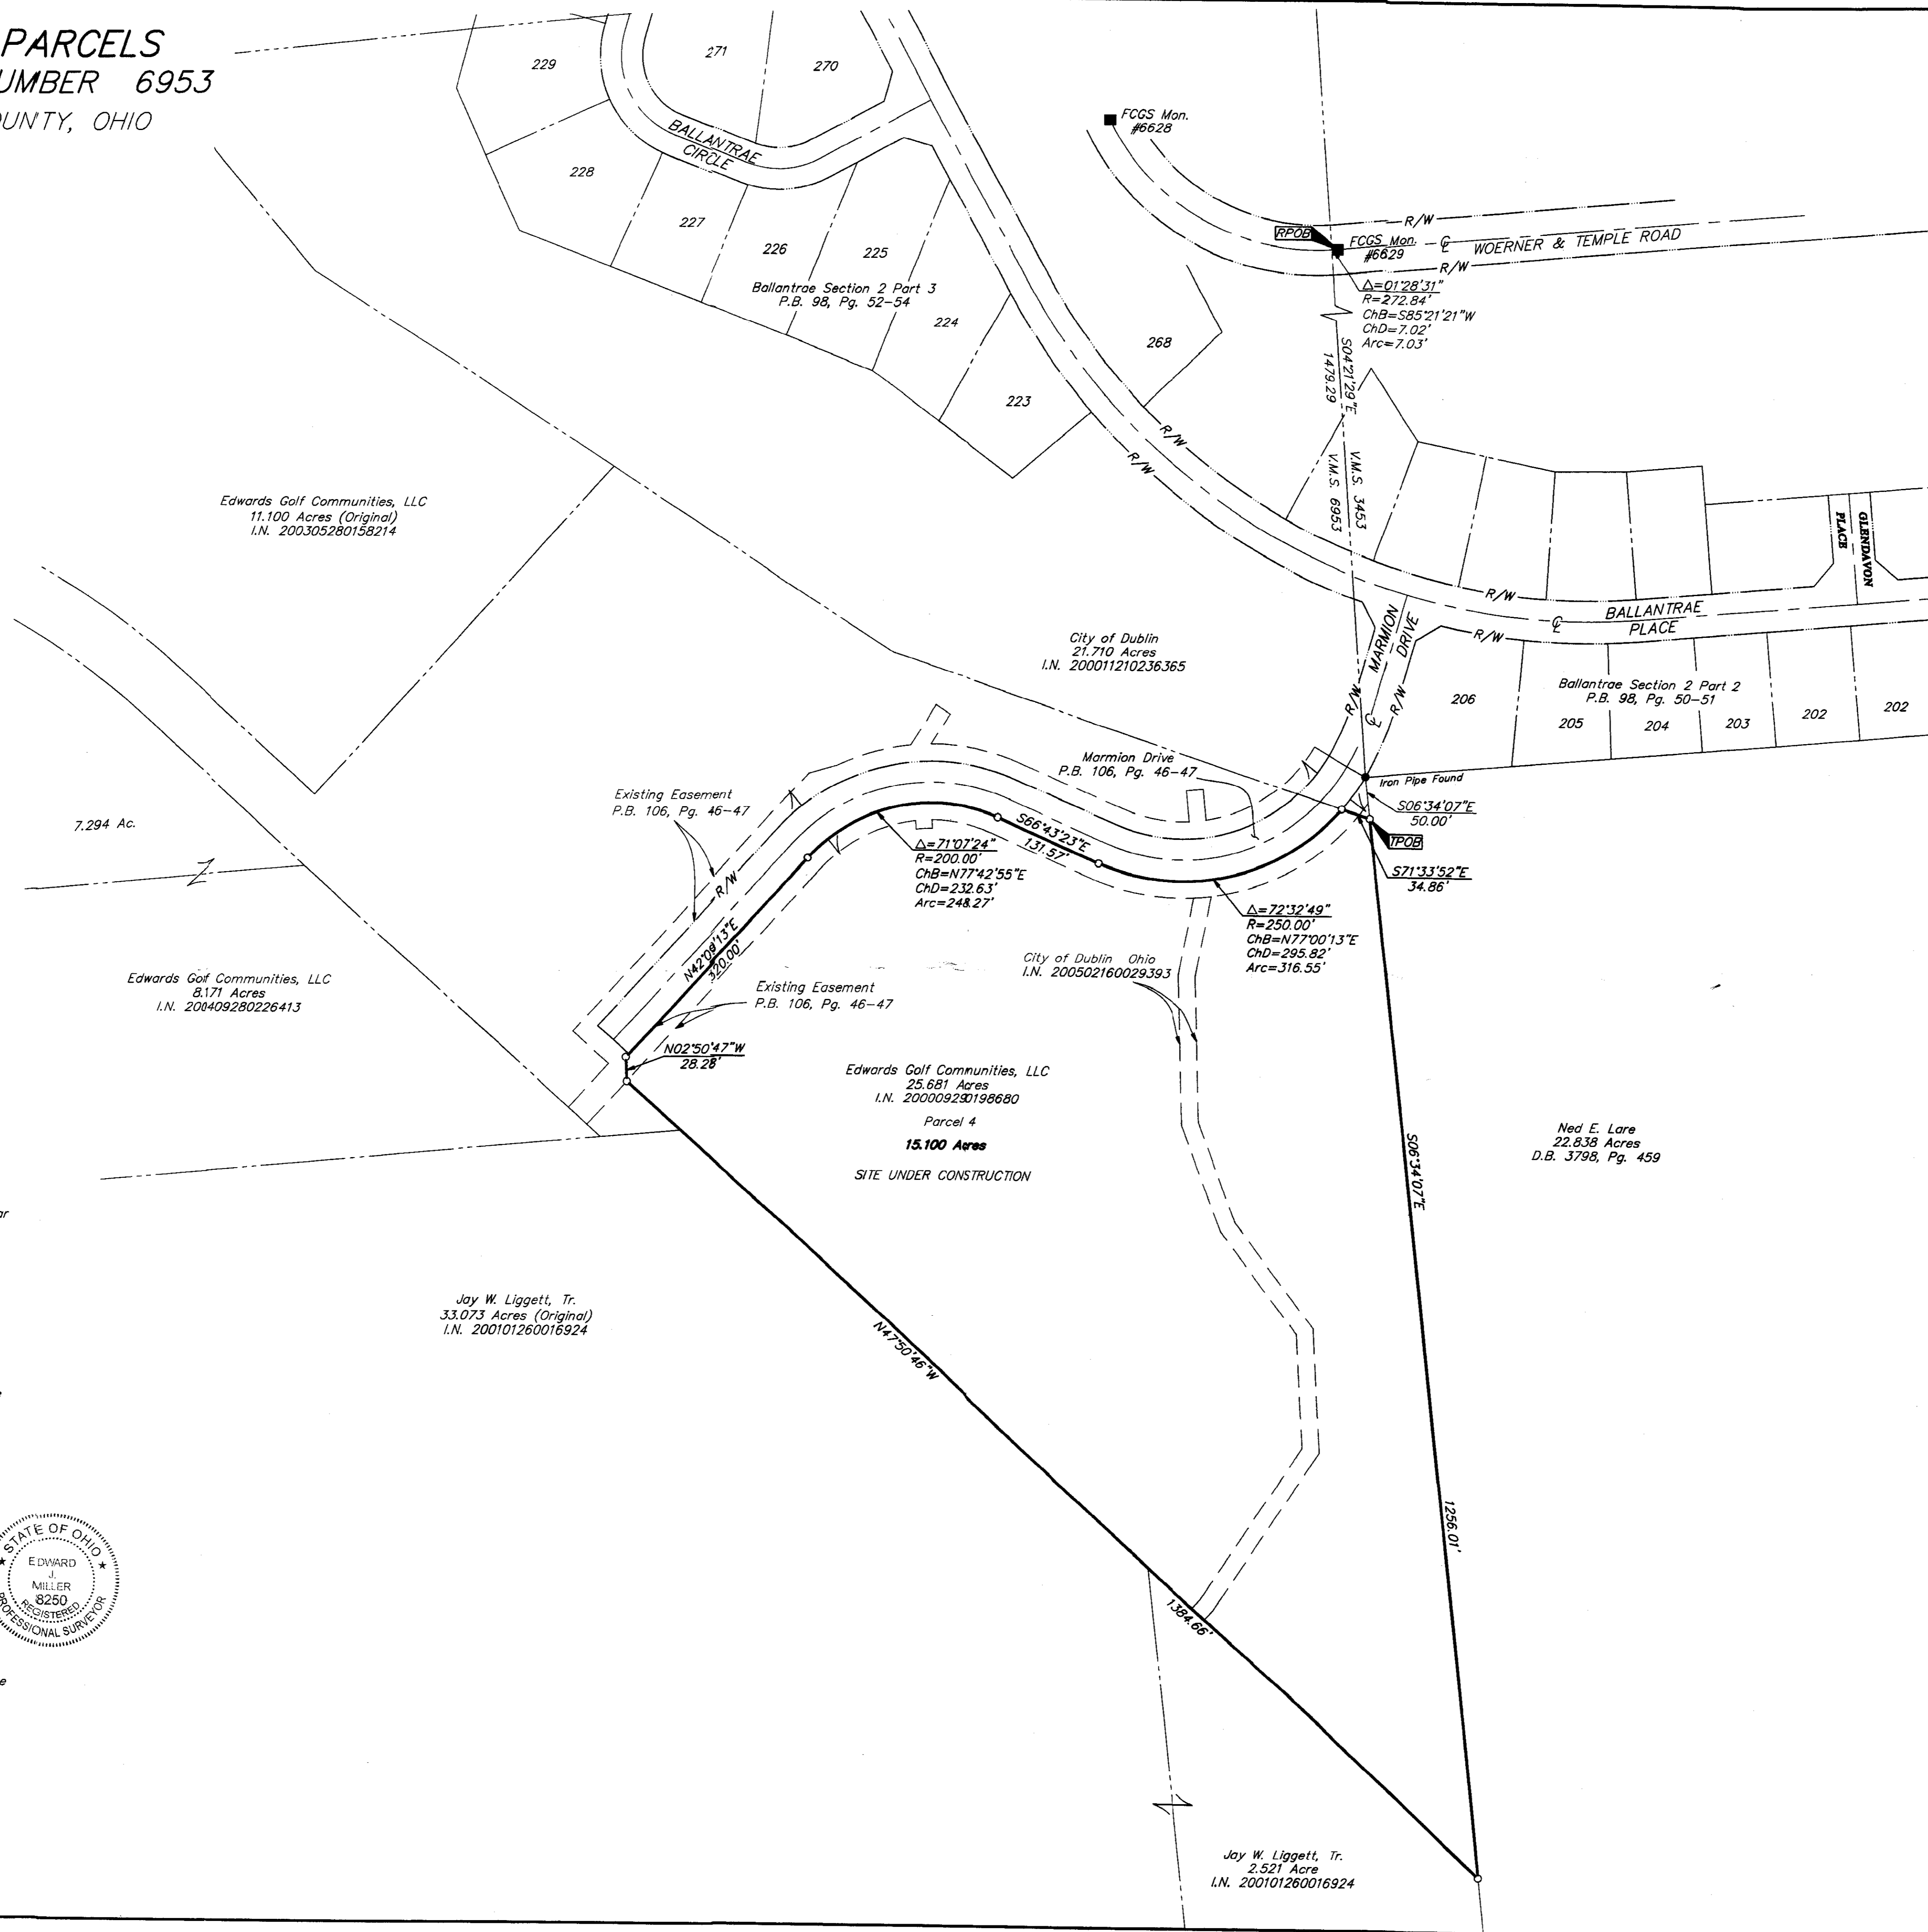 PARCELS
UMBER 6953
OUNTY, OHIO
229
271
270
228
BALLANTRAE
CIRCLE
227
226
225
224
223
268
Ballantrae Section 2 Part 3
P.B. 98, Pg. 52-54
FCGS Mon.
#6628
RPOB
FCGS Mon.
#6629
R/W
℄ WOERNER & TEMPLE ROAD
R/W
Δ=01°28'31"
R=272.84'
ChB=S85°21'21"W
ChD=7.02'
Arc=7.03'
S04°21'29"E
1479.29
V.M.S. 3453
V.M.S. 6953
R/W
R/W
Edwards Golf Communities, LLC
11.100 Acres (Original)
I.N. 200305280158214
GLENDAVON
PLACE
R/W
℄
BALLANTRAE
PLACE
R/W
MARMION
DRIVE
R/W
℄
R/W
City of Dublin
21.710 Acres
I.N. 200011210236365
206
Ballantrae Section 2 Part 2
P.B. 98, Pg. 50-51
205
204
203
202
202
Marmion Drive
P.B. 106, Pg. 46-47
Iron Pipe Found
S06°34'07"E
50.00'
TPOB
S71°33'52"E
34.86'
Existing Easement
P.B. 106, Pg. 46-47
7.294 Ac.
R/W
S66°43'23"E
131.57'
Δ=71°07'24"
R=200.00'
ChB=N77°42'55"E
ChD=232.63'
Arc=248.27'
Δ=72°32'49"
R=250.00'
ChB=N77°00'13"E
ChD=295.82'
Arc=316.55'
N42°09'13"E
320.00'
City of Dublin Ohio
I.N. 200502160029393
Edwards Golf Communities, LLC
8.171 Acres
I.N. 200409280226413
Existing Easement
P.B. 106, Pg. 46-47
N02°50'47"W
28.28'
Edwards Golf Communities, LLC
25.681 Acres
I.N. 200009290198680
Parcel 4
15.100 Acres
SITE UNDER CONSTRUCTION
Ned E. Lare
22.838 Acres
D.B. 3798, Pg. 459
S06°34'07"E
1256.01'
Jay W. Liggett, Tr.
33.073 Acres (Original)
I.N. 200101260016924
N47°50'46"W
1384.66'
STATE OF OHIO
EDWARD
J.
MILLER
8250
REGISTERED
PROFESSIONAL SURVEYOR
Jay W. Liggett, Tr.
2.521 Acre
I.N. 200101260016924